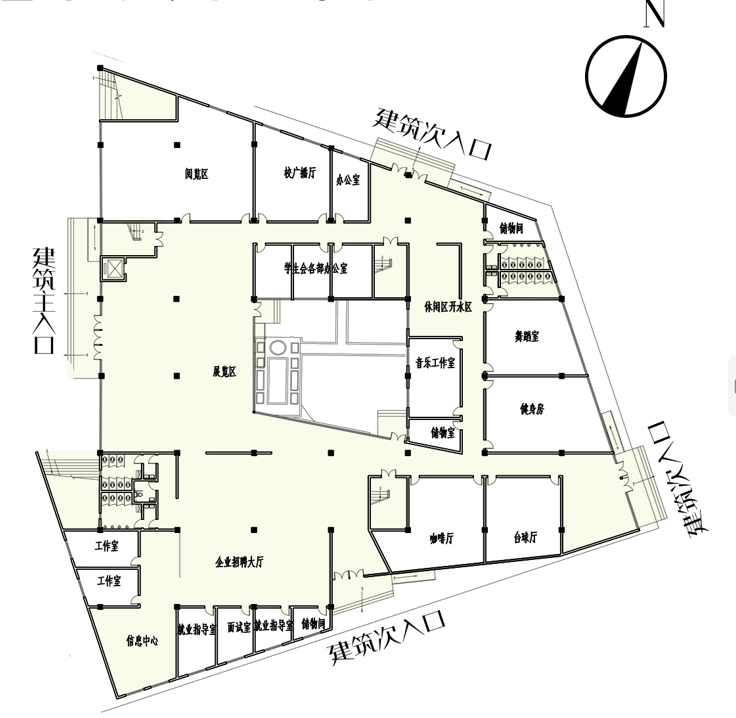 N
建筑次入口
阅览区
校广播厅
办公室
储物间
建筑主入口
学生会各部办公室
休闲区开水区
舞蹈室
展览区
音乐工作室
健身房
储物室
建筑次入口
咖啡厅
台球厅
工作室
企业招聘大厅
工作室
信息中心
就业指导室
面试室
就业指导室
储物间
建筑次入口